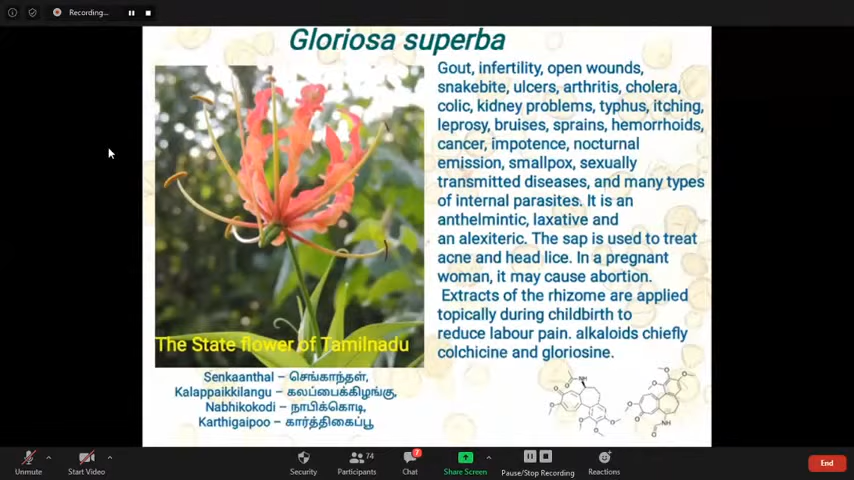 Recording...
Gloriosa superba
Gout, infertility, open wounds,
snakebite, ulcers, arthritis, cholera,
colic, kidney problems, typhus, itching,
leprosy, bruises, sprains, hemorrhoids,
cancer, impotence, nocturnal
emission, smallpox, sexually
transmitted diseases, and many types
of internal parasites. It is an
anthelmintic, laxative and
an alexiteric. The sap is used to treat
acne and head lice. In a pregnant
woman, it may cause abortion.
Extracts of the rhizome are applied
topically during childbirth to
reduce labour pain. alkaloids chiefly
colchicine and gloriosine.
The State flower of Tamilnadu
Senkaanthal – செங்காந்தள்,
Kalappaikkilangu – கலப்பைக்கிழங்கு,
Nabhikokodi – நாபிக்கொடி,
Karthigaipoo – கார்த்திகைப்பூ
Unmute
Start Video
Security
Participants 74
Chat 7
Share Screen
Pause/Stop Recording
Reactions
End